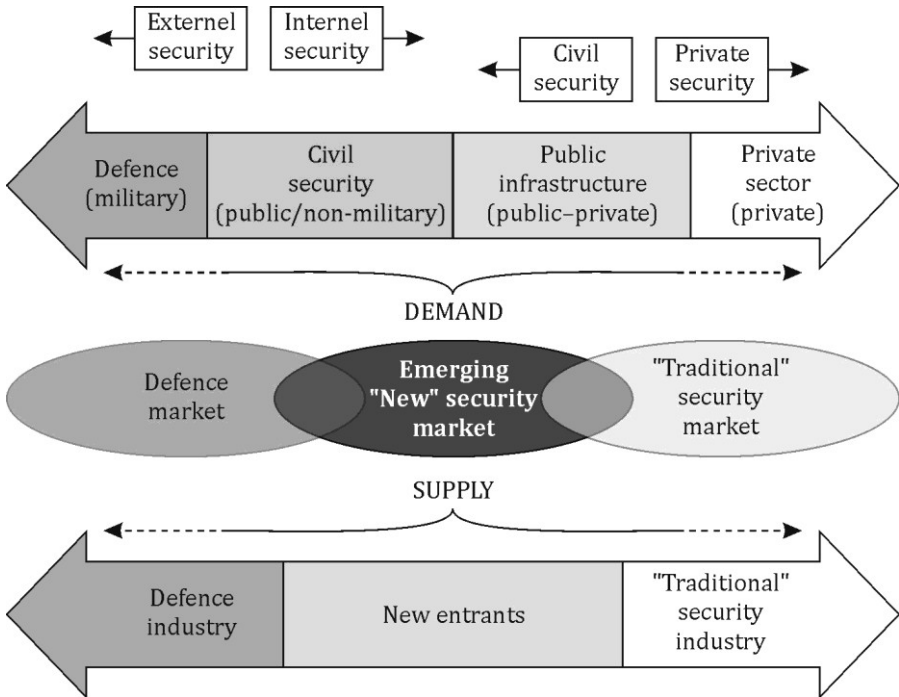 Externel
security
Internel
security
Civil
security
Private
security
Defence
(military)
Civil
security
(public/non-military)
Public
infrastructure
(public–private)
Private
sector
(private)
DEMAND
Defence
market
Emerging
"New" security
market
"Traditional"
security
market
SUPPLY
Defence
industry
New entrants
"Traditional"
security
industry